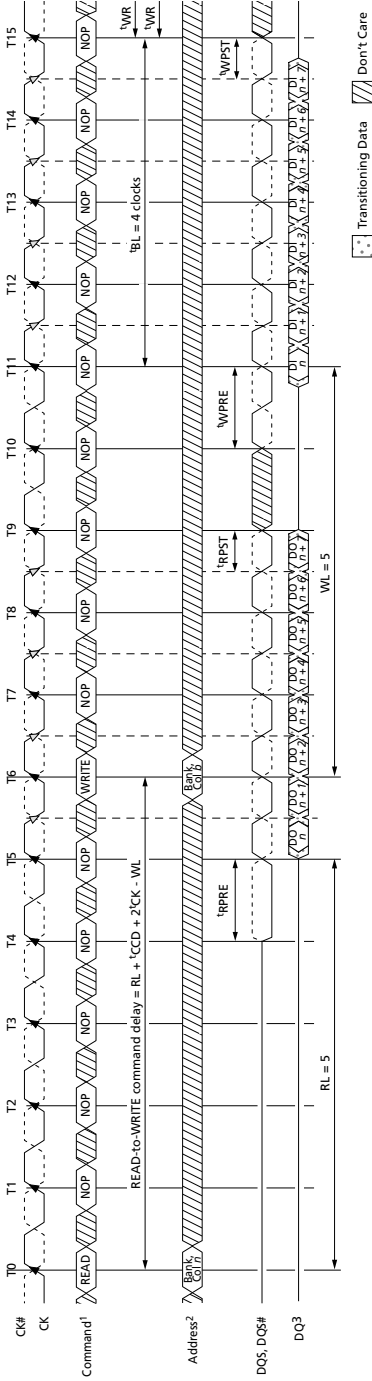 T0 T1 T2 T3 T4 T5 T6 T7 T8 T9 T10 T11 T12 T13 T14 T15
CK#
CK
Command1 READ NOP NOP NOP NOP NOP WRITE NOP NOP NOP NOP NOP NOP NOP NOP NOP
tWR
READ-to-WRITE command delay = RL + tCCD + 2tCK - WL
tBL = 4 clocks
tWR
Address2
Bank, Col n
Bank, Col b
tRPRE
tRPST
tWPRE
tWPST
DQS, DQS#
DQ3
DO n
DO n + 1
DO n + 2
DO n + 3
DO n + 4
DO n + 5
DO n + 6
DO n + 7
DI n
DI n + 1
DI n + 2
DI n + 3
DI n + 4
DI n + 5
DI n + 6
DI n + 7
RL = 5
WL = 5
Transitioning Data
Don't Care